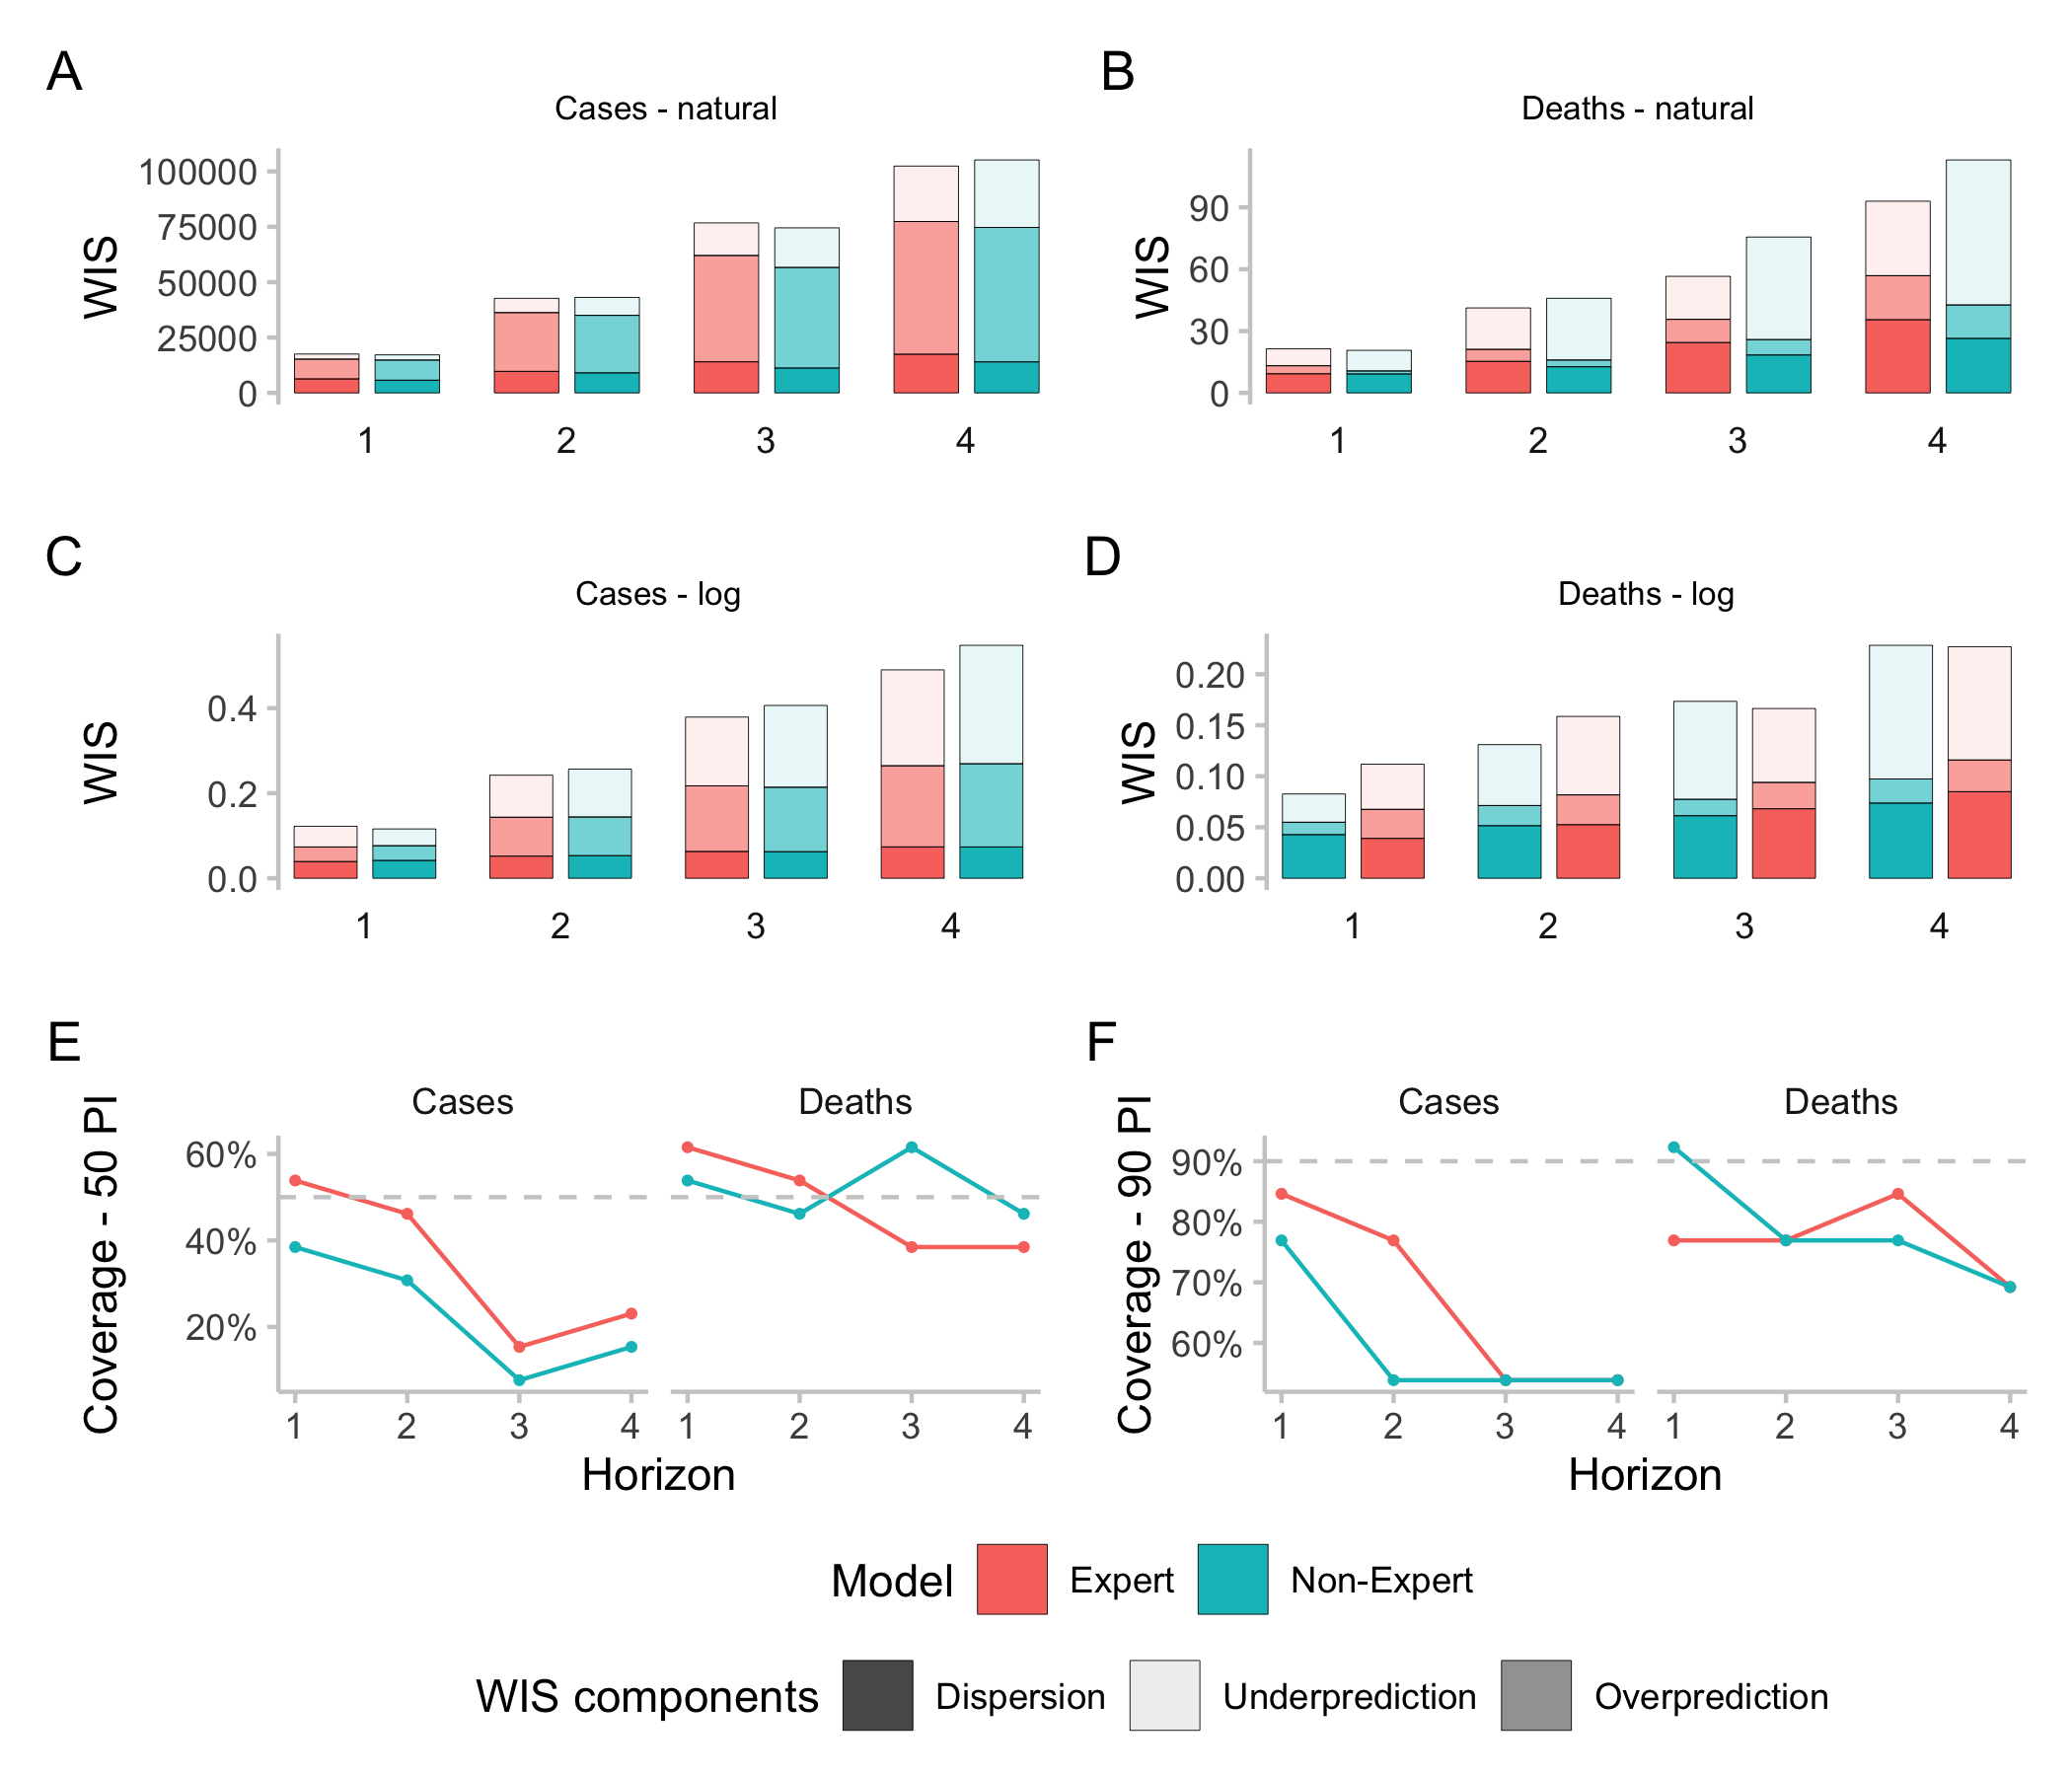 A
Cases - natural
WIS
100000
75000
50000
25000
0
1 2 3 4
B
Deaths - natural
WIS
90
60
30
0
1 2 3 4
C
Cases - log
WIS
0.4
0.2
0.0
1 2 3 4
D
Deaths - log
WIS
0.20
0.15
0.10
0.05
0.00
1 2 3 4
E
Cases Deaths
Coverage - 50 PI
60%
40%
20%
1 2 3 4 1 2 3 4
Horizon
F
Cases Deaths
Coverage - 90 PI
90%
80%
70%
60%
1 2 3 4 1 2 3 4
Horizon
Model Expert Non-Expert
WIS components Dispersion Underprediction Overprediction